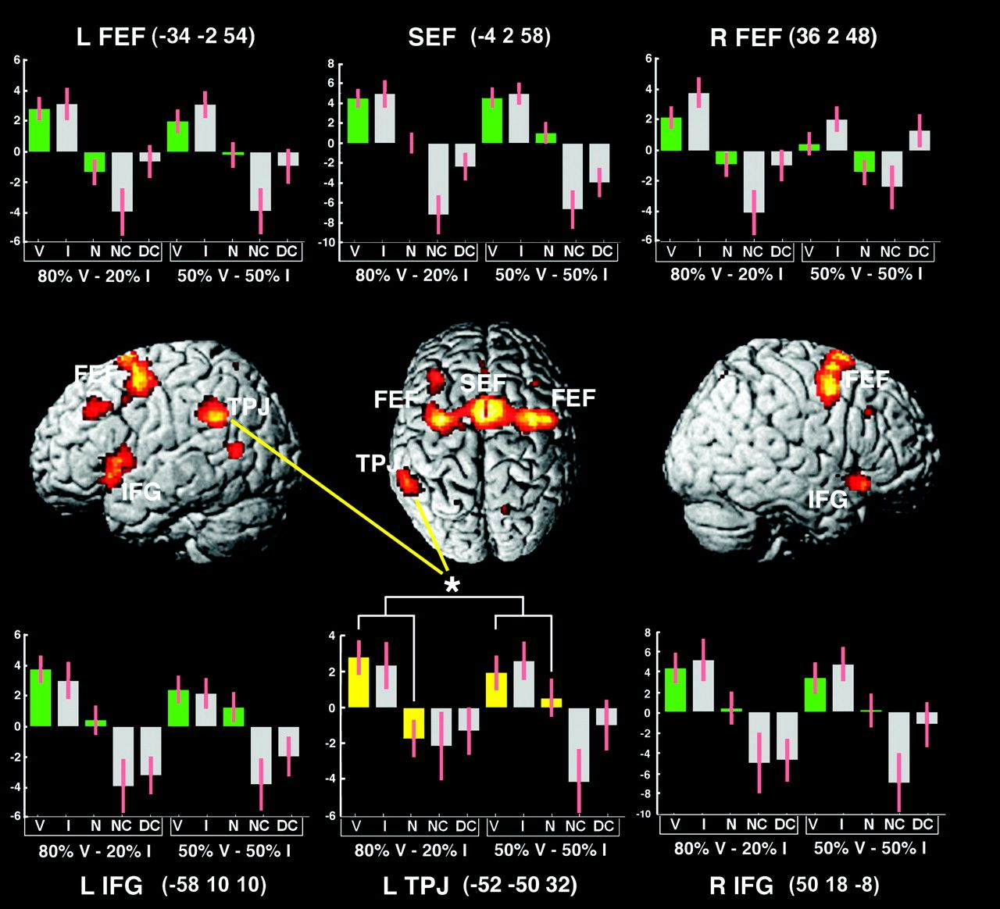 L FEF (-34 -2 54)
SEF (-4 2 58)
R FEF (36 2 48)
6
4
2
0
-2
-4
-6
V I N NC DC V I N NC DC
80% V - 20% I 50% V - 50% I
8
6
4
2
0
-2
-4
-6
-8
-10
V I N NC DC V I N NC DC
80% V - 20% I 50% V - 50% I
6
4
2
0
-2
-4
-6
V I N NC DC V I N NC DC
80% V - 20% I 50% V - 50% I
FEF
TPJ
IFG
SEF
FEF
FEF
TPJ
FEF
IFG
*
6
4
2
0
-2
-4
-6
V I N NC DC V I N NC DC
80% V - 20% I 50% V - 50% I
4
2
0
-2
-4
-6
V I N NC DC V I N NC DC
80% V - 20% I 50% V - 50% I
8
6
4
2
0
-2
-4
-6
-8
-10
V I N NC DC V I N NC DC
80% V - 20% I 50% V - 50% I
L IFG (-58 10 10)
L TPJ (-52 -50 32)
R IFG (50 18 -8)